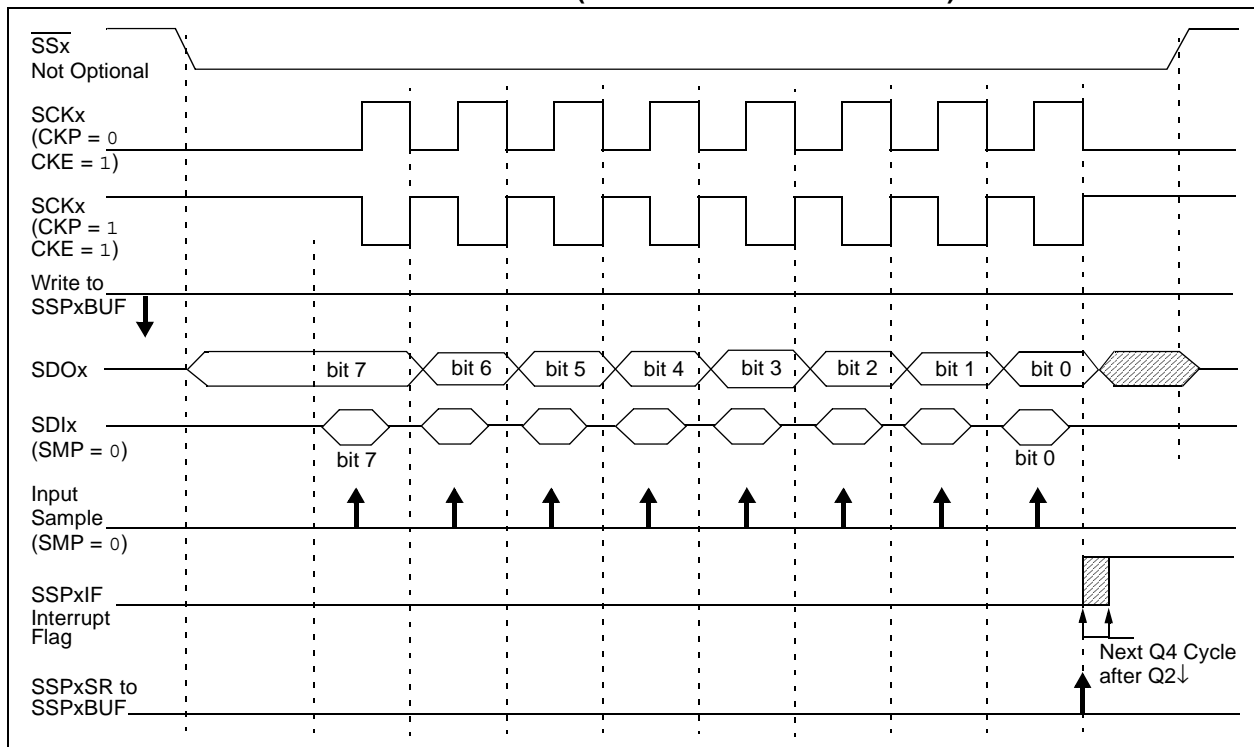 SSx
Not Optional
SCKx
(CKP = 0
CKE = 1)
SCKx
(CKP = 1
CKE = 1)
Write to
SSPxBUF
SDOx
bit 7
bit 6
bit 5
bit 4
bit 3
bit 2
bit 1
bit 0
SDIx
(SMP = 0)
bit 7
bit 0
Input
Sample
(SMP = 0)
SSPxIF
Interrupt
Flag
Next Q4 Cycle
after Q2↓
SSPxSR to
SSPxBUF